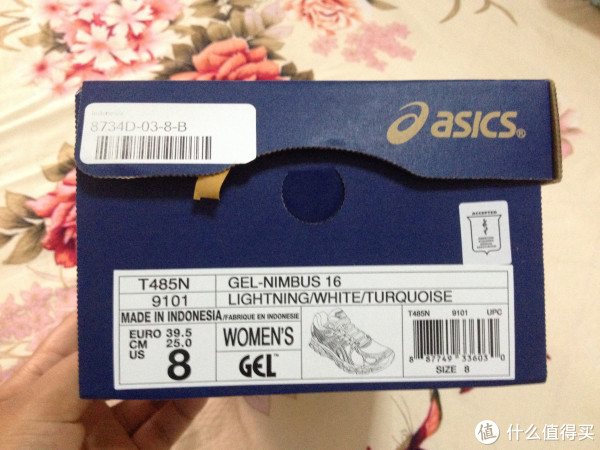 8734D-03-8-B
asics®
ACCEPTED
T485N GEL-NIMBUS 16
9101 LIGHTNING/WHITE/TURQUOISE
MADE IN INDONESIA/FABRIQUE EN INDONESIE
EURO 39.5
CM 25.0
US 8
WOMEN'S
GEL™
T485N 9101 UPC
8 87749 33603 0
SIZE 8
值 什么值得买